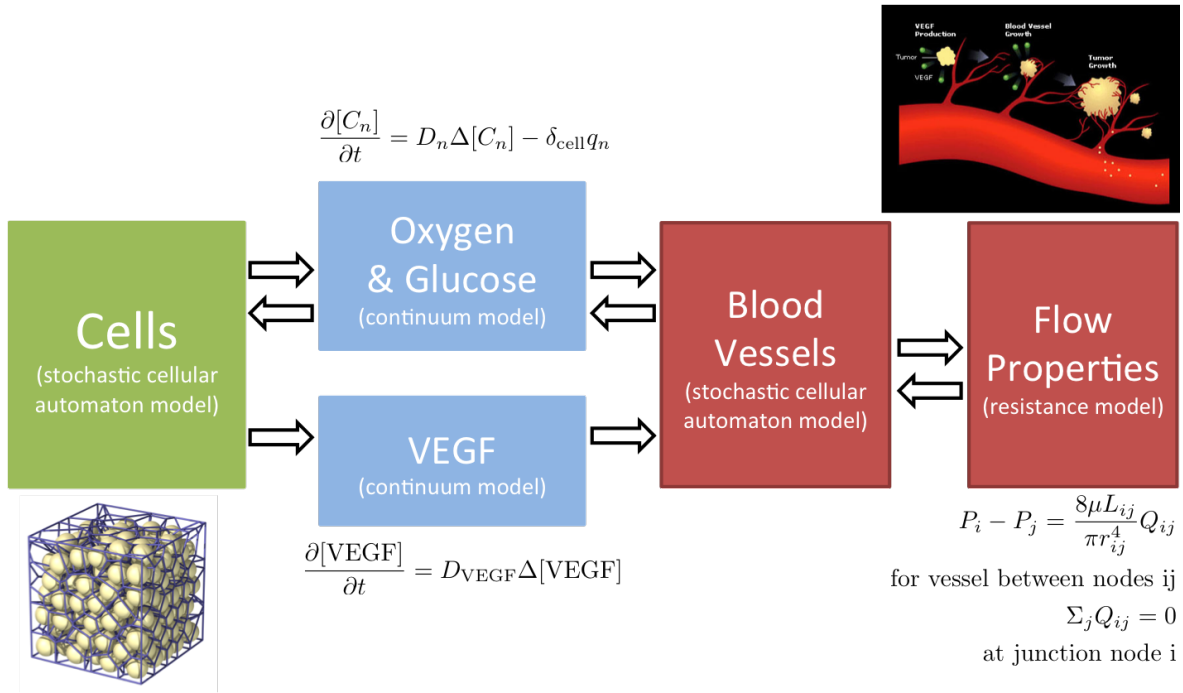 VEGF
Production
Blood Vessel
Growth
Tumor
Growth
Tumor
VEGF
∂[C_n]/∂t = D_nΔ[C_n] − δ_cell q_n
Oxygen
& Glucose
(continuum model)
Cells
(stochastic cellular
automaton model)
Blood
Vessels
(stochastic cellular
automaton model)
Flow
Properties
(resistance model)
VEGF
(continuum model)
∂[VEGF]/∂t = D_VEGF Δ[VEGF]
P_i − P_j = 8μL_ij/πr_ij^4 Q_ij
for vessel between nodes ij
Σ_j Q_ij = 0
at junction node i